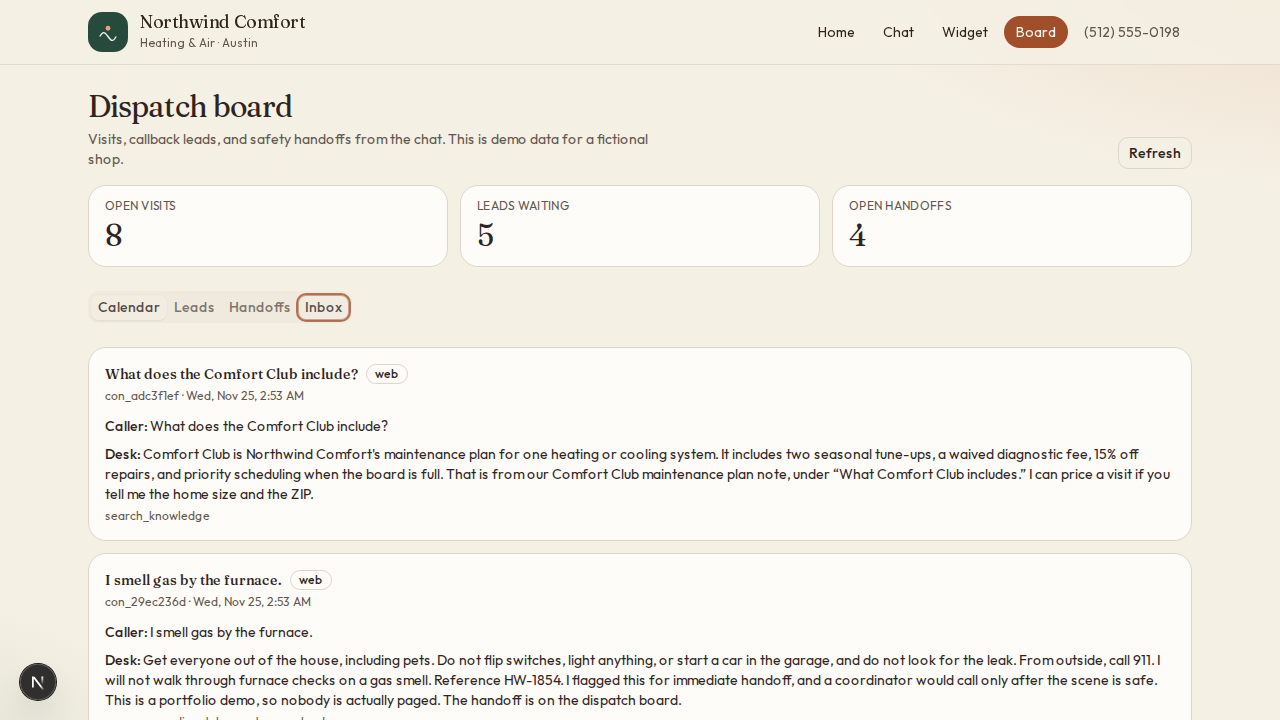 Northwind Comfort
Heating & Air · Austin
Home
Chat
Widget
Board
(512) 555-0198
Dispatch board
Visits, callback leads, and safety handoffs from the chat. This is demo data for a fictional
shop.
Refresh
OPEN VISITS
8
LEADS WAITING
5
OPEN HANDOFFS
4
Calendar
Leads
Handoffs
Inbox
What does the Comfort Club include?
web
con_adc3f1ef · Wed, Nov 25, 2:53 AM
Caller: What does the Comfort Club include?
Desk: Comfort Club is Northwind Comfort's maintenance plan for one heating or cooling system. It includes two seasonal tune-ups, a waived diagnostic fee, 15% off
repairs, and priority scheduling when the board is full. That is from our Comfort Club maintenance plan note, under “What Comfort Club includes.” I can price a visit if you
tell me the home size and the ZIP.
search_knowledge
I smell gas by the furnace.
web
con_29ec236d · Wed, Nov 25, 2:53 AM
Caller: I smell gas by the furnace.
Desk: Get everyone out of the house, including pets. Do not flip switches, light anything, or start a car in the garage, and do not look for the leak. From outside, call 911. I
will not walk through furnace checks on a gas smell. Reference HW-1854. I flagged this for immediate handoff, and a coordinator would call only after the scene is safe.
This is a portfolio demo, so nobody is actually paged. The handoff is on the dispatch board.
N